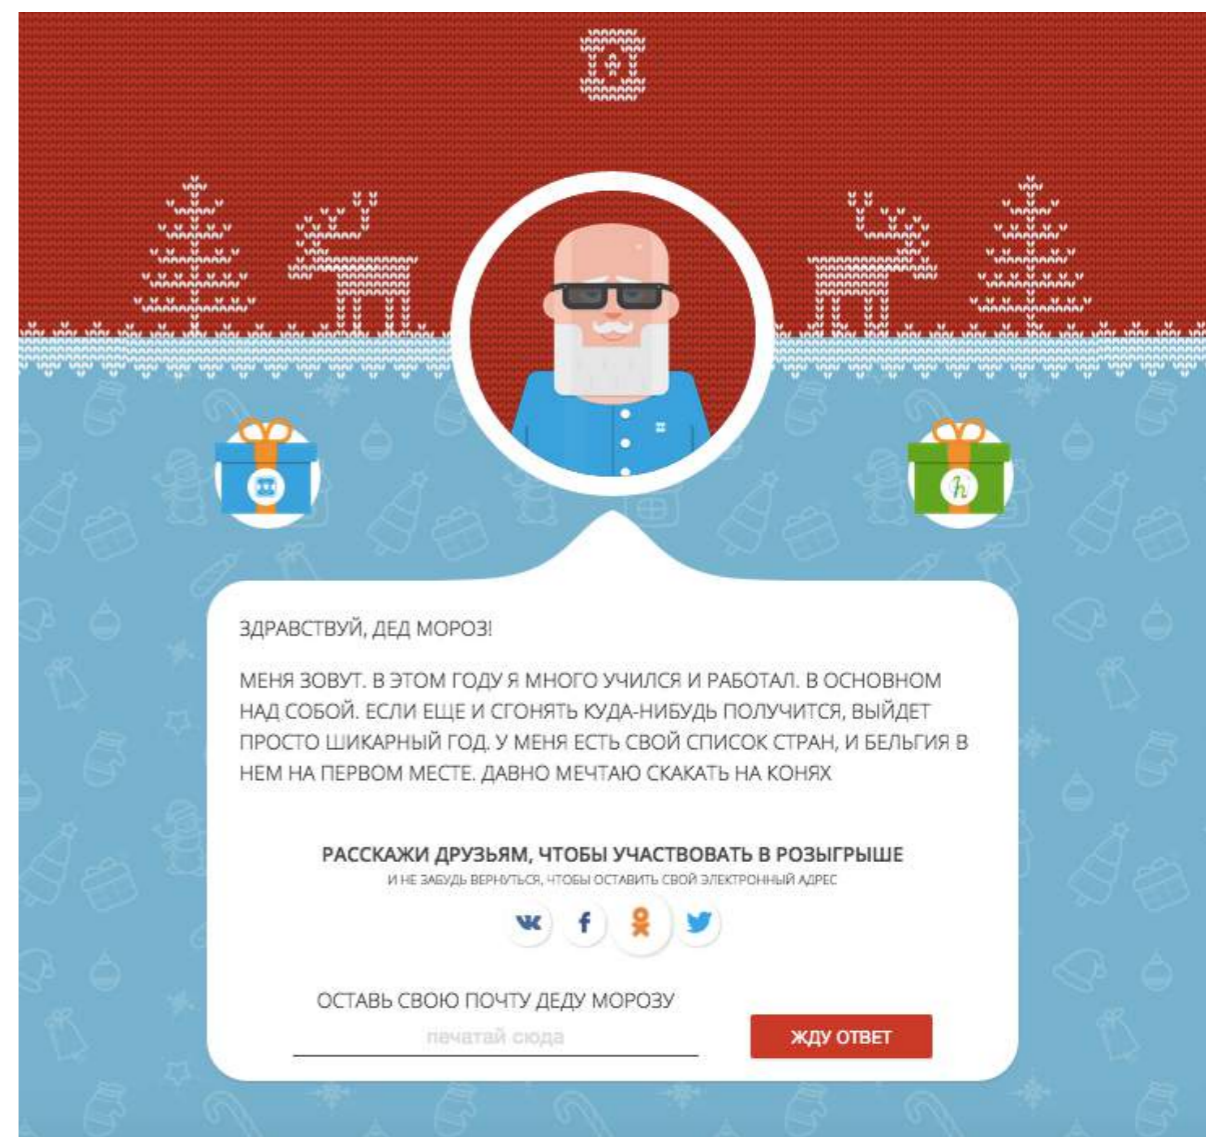 ЗДРАВСТВУЙ, ДЕД МОРОЗ!
МЕНЯ ЗОВУТ. В ЭТОМ ГОДУ Я МНОГО УЧИЛСЯ И РАБОТАЛ. В ОСНОВНОМ
НАД СОБОЙ. ЕСЛИ ЕЩЕ И СГОНЯТЬ КУДА-НИБУДЬ ПОЛУЧИТСЯ, ВЫЙДЕТ
ПРОСТО ШИКАРНЫЙ ГОД. У МЕНЯ ЕСТЬ СВОЙ СПИСОК СТРАН, И БЕЛЬГИЯ В
НЕМ НА ПЕРВОМ МЕСТЕ. ДАВНО МЕЧТАЮ СКАКАТЬ НА КОНЯХ
РАССКАЖИ ДРУЗЬЯМ, ЧТОБЫ УЧАСТВОВАТЬ В РОЗЫГРЫШЕ
И НЕ ЗАБУДЬ ВЕРНУТЬСЯ, ЧТОБЫ ОСТАВИТЬ СВОЙ ЭЛЕКТРОННЫЙ АДРЕС
ОСТАВЬ СВОЮ ПОЧТУ ДЕДУ МОРОЗУ
печатай сюда
ЖДУ ОТВЕТ